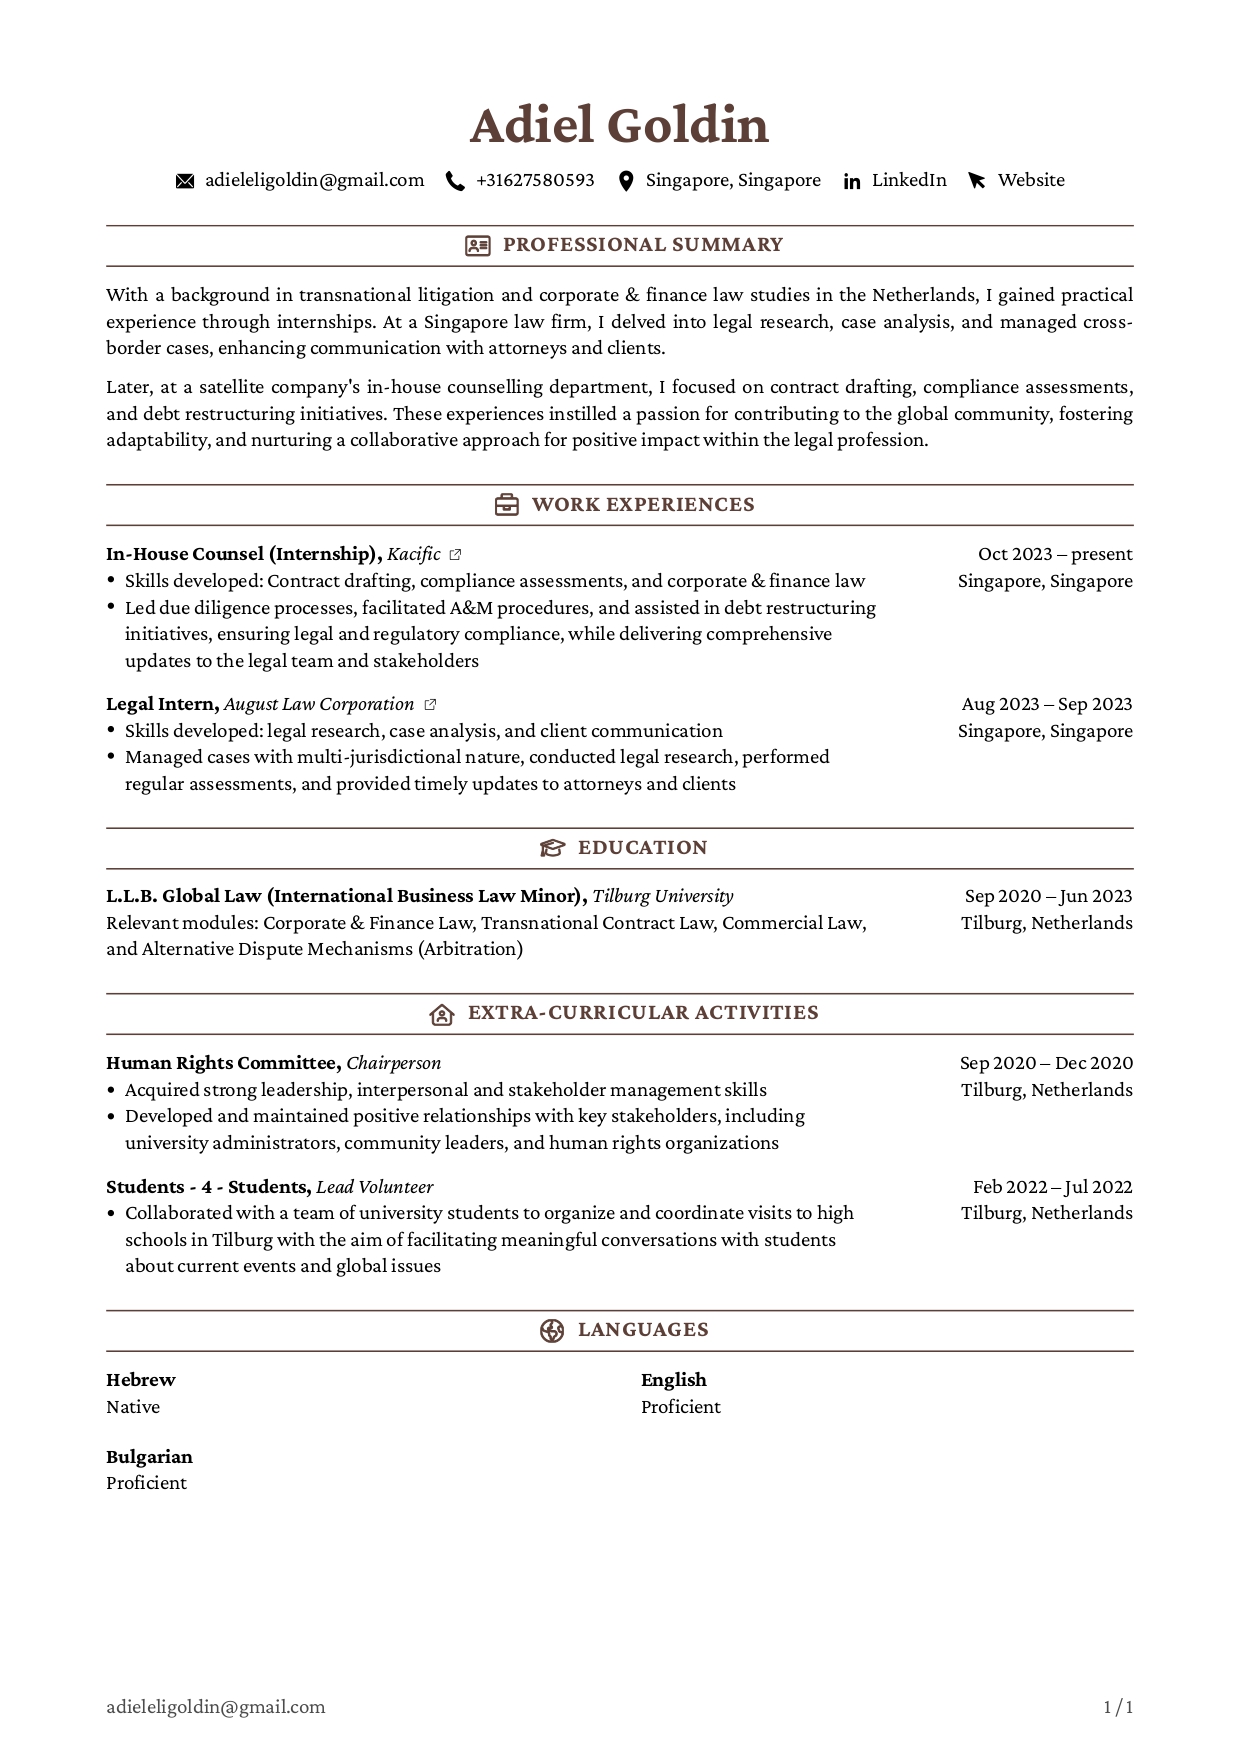 Adiel Goldin
adieleligoldin@gmail.com +31627580593 Singapore, Singapore LinkedIn Website
PROFESSIONAL SUMMARY
With a background in transnational litigation and corporate & finance law studies in the Netherlands, I gained practical
experience through internships. At a Singapore law firm, I delved into legal research, case analysis, and managed cross-
border cases, enhancing communication with attorneys and clients.
Later, at a satellite company's in-house counselling department, I focused on contract drafting, compliance assessments,
and debt restructuring initiatives. These experiences instilled a passion for contributing to the global community, fostering
adaptability, and nurturing a collaborative approach for positive impact within the legal profession.
WORK EXPERIENCES
In-House Counsel (Internship), Kacific Oct 2023 – present
• Skills developed: Contract drafting, compliance assessments, and corporate & finance law Singapore, Singapore
• Led due diligence processes, facilitated A&M procedures, and assisted in debt restructuring
initiatives, ensuring legal and regulatory compliance, while delivering comprehensive
updates to the legal team and stakeholders
Legal Intern, August Law Corporation Aug 2023 – Sep 2023
• Skills developed: legal research, case analysis, and client communication Singapore, Singapore
• Managed cases with multi-jurisdictional nature, conducted legal research, performed
regular assessments, and provided timely updates to attorneys and clients
EDUCATION
L.L.B. Global Law (International Business Law Minor), Tilburg University Sep 2020 – Jun 2023
Relevant modules: Corporate & Finance Law, Transnational Contract Law, Commercial Law, Tilburg, Netherlands
and Alternative Dispute Mechanisms (Arbitration)
EXTRA-CURRICULAR ACTIVITIES
Human Rights Committee, Chairperson Sep 2020 – Dec 2020
• Acquired strong leadership, interpersonal and stakeholder management skills Tilburg, Netherlands
• Developed and maintained positive relationships with key stakeholders, including
university administrators, community leaders, and human rights organizations
Students - 4 - Students, Lead Volunteer Feb 2022 – Jul 2022
• Collaborated with a team of university students to organize and coordinate visits to high Tilburg, Netherlands
schools in Tilburg with the aim of facilitating meaningful conversations with students
about current events and global issues
LANGUAGES
Hebrew English
Native Proficient
Bulgarian
Proficient
adieleligoldin@gmail.com 1 / 1